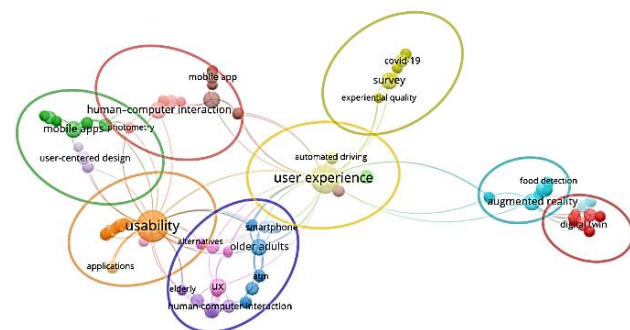 covid-19
survey
experiential quality
mobile app
human–computer interaction
mobile apps
photometry
user-centered design
automated driving
user experience
food detection
augmented reality
digital twin
usability
smartphone
alternatives
older adults
applications
atm
elderly
ux
human-computer interaction